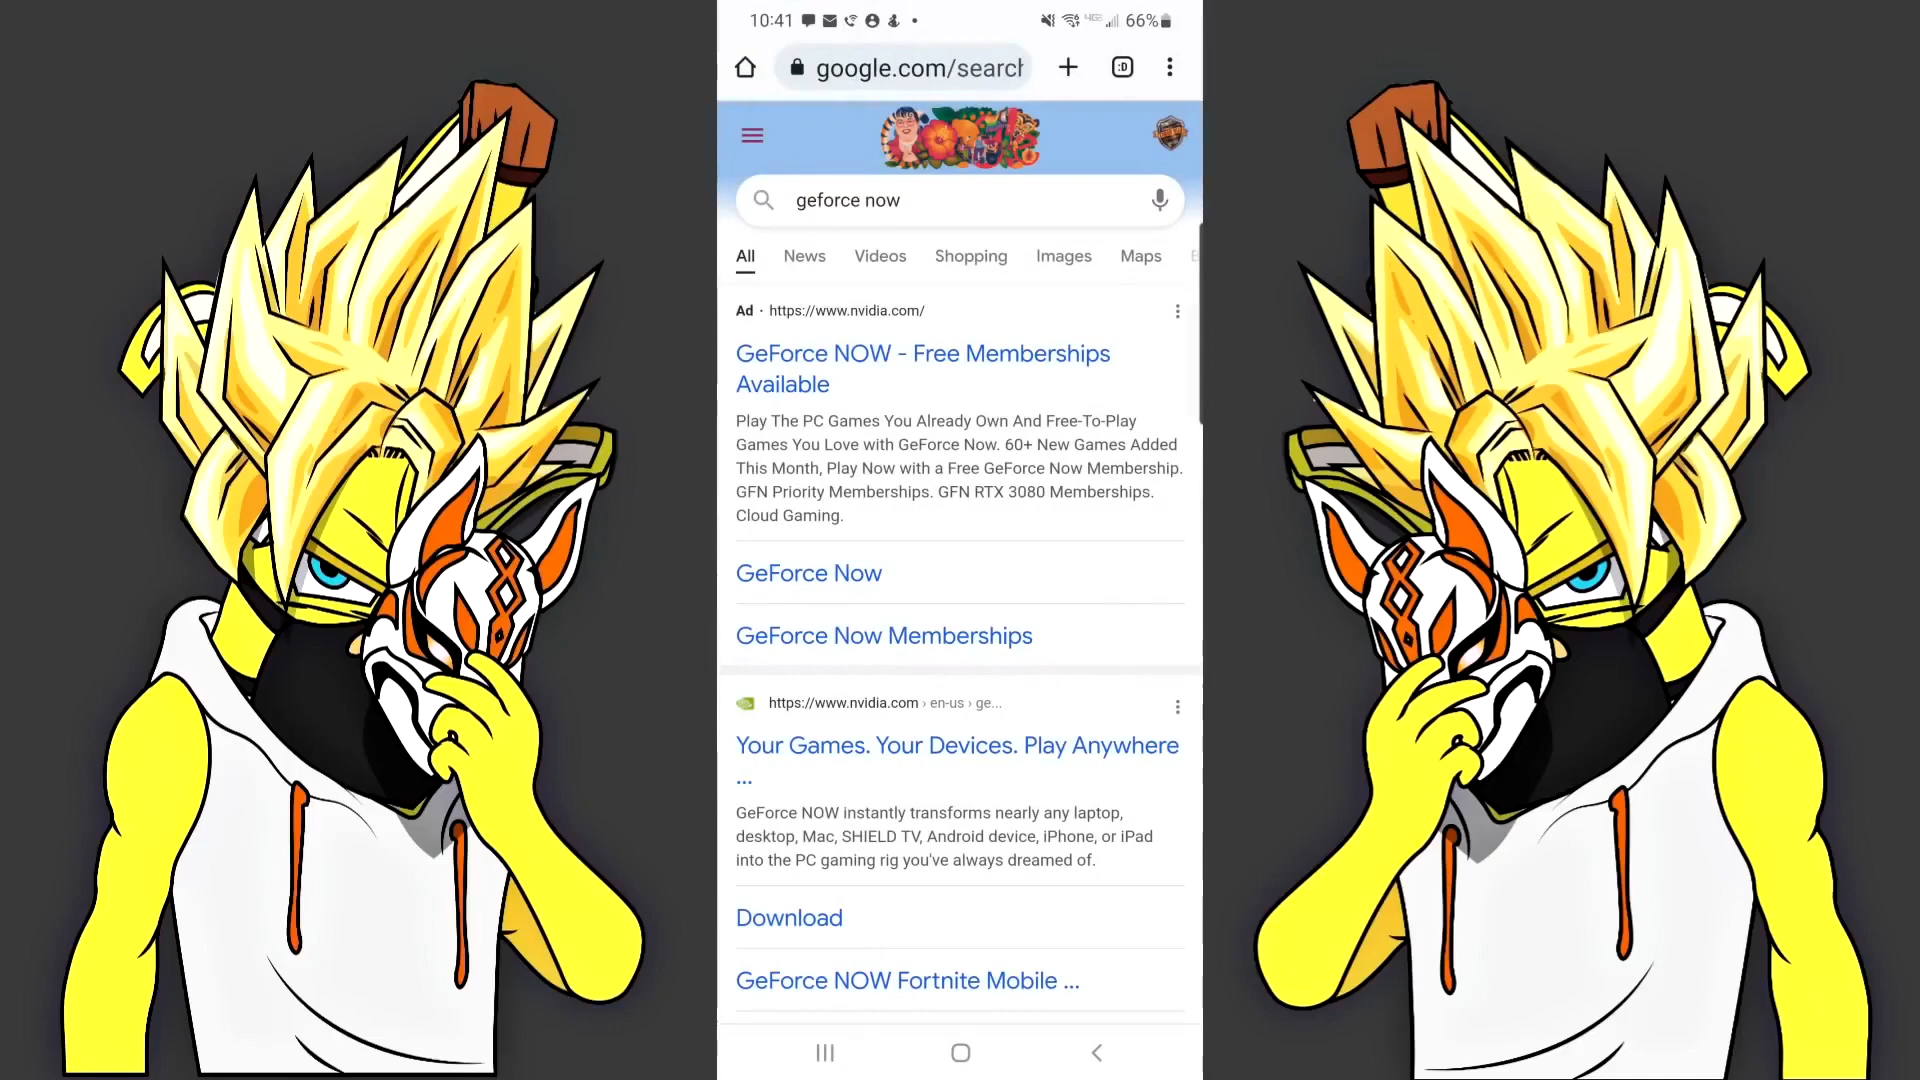 10:41
4G 66%
google.com/search
:D
geforce now
All News Videos Shopping Images Maps
Ad · https://www.nvidia.com/
GeForce NOW - Free Memberships
Available
Play The PC Games You Already Own And Free-To-Play
Games You Love with GeForce Now. 60+ New Games Added
This Month, Play Now with a Free GeForce Now Membership.
GFN Priority Memberships. GFN RTX 3080 Memberships.
Cloud Gaming.
GeForce Now
GeForce Now Memberships
https://www.nvidia.com › en-us › ge...
Your Games. Your Devices. Play Anywhere
...
GeForce NOW instantly transforms nearly any laptop,
desktop, Mac, SHIELD TV, Android device, iPhone, or iPad
into the PC gaming rig you've always dreamed of.
Download
GeForce NOW Fortnite Mobile ...